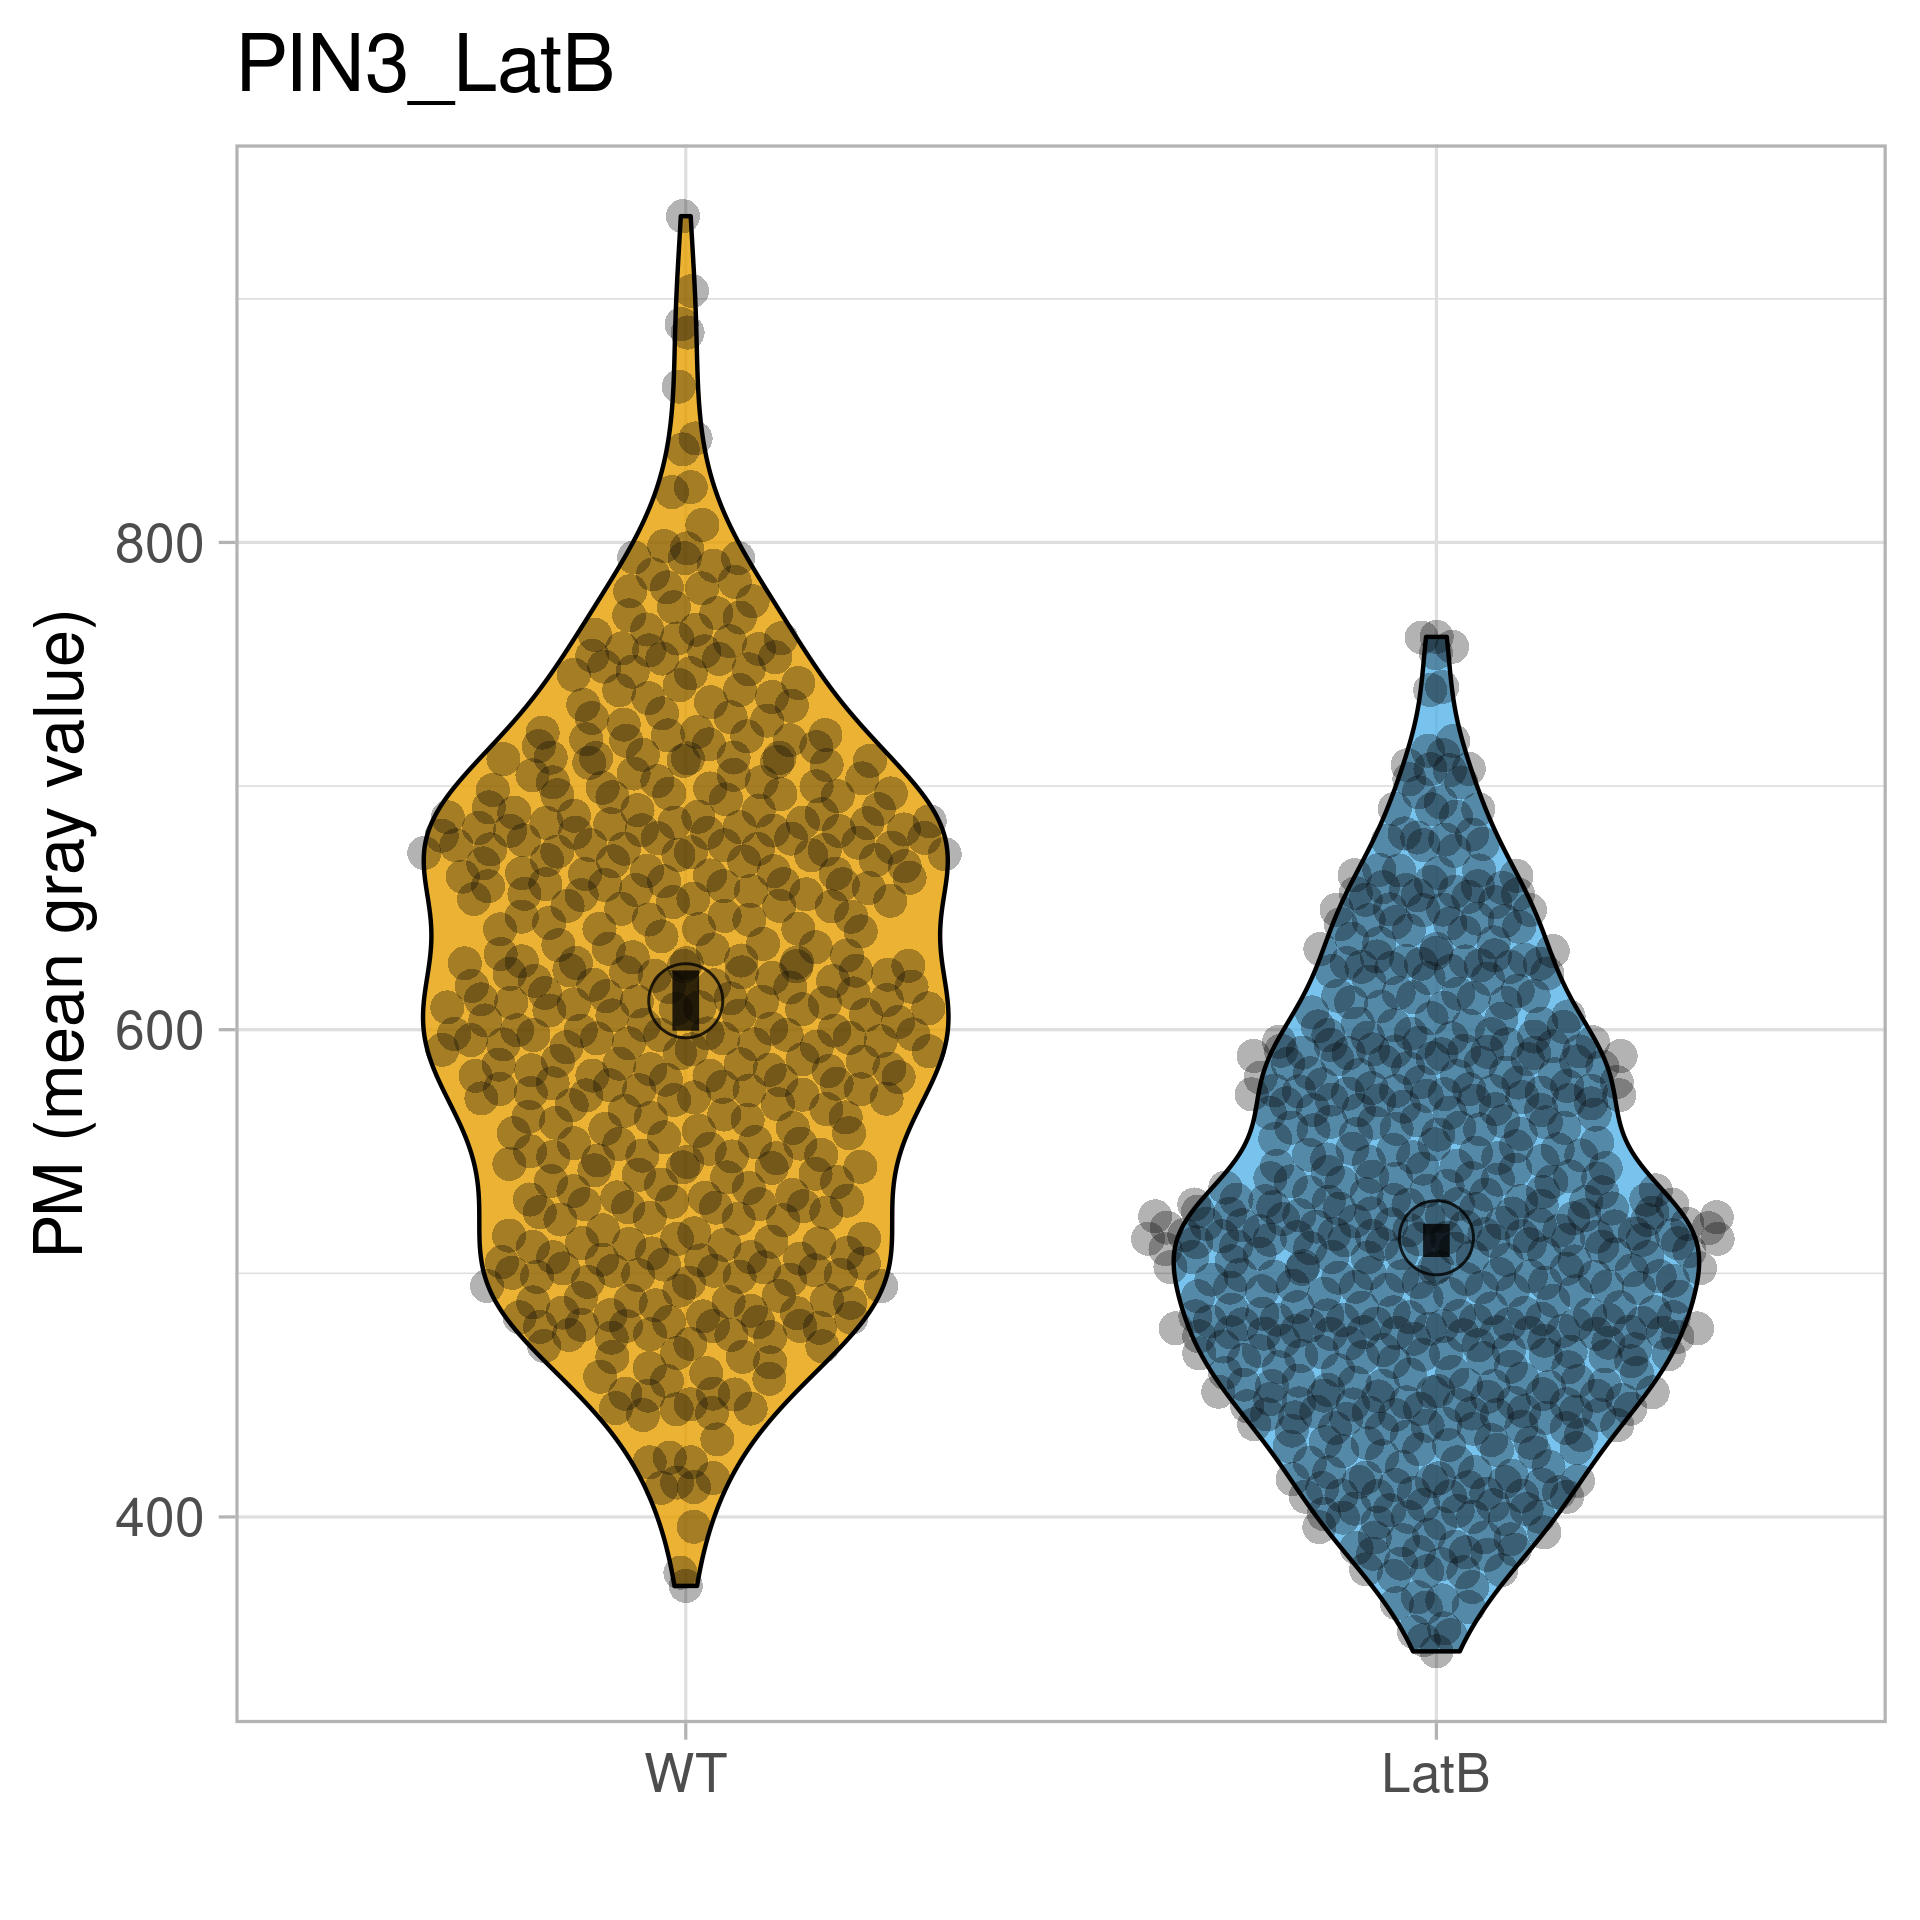 PIN3_LatB
PM (mean gray value)
800
600
400
WT
LatB